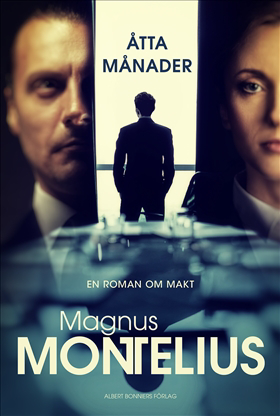 ÅTTA
MÅNADER
EN ROMAN OM MAKT
Magnus
MONTELIUS
ALBERT BONNIERS FÖRLAG